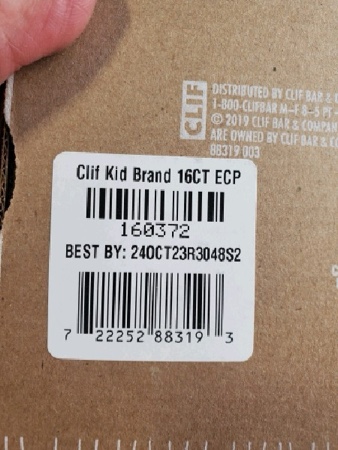 CLIF
DISTRIBUTED BY CLIF BAR &
1-800-CLIFBAR M-F 8-5 PT
© 2019 CLIF BAR & COMPAN
ARE OWNED BY CLIF BAR & CO
88319 003
Clif Kid Brand 16CT ECP
160372
BEST BY: 24OCT23R3048S2
7 22252 88319 3